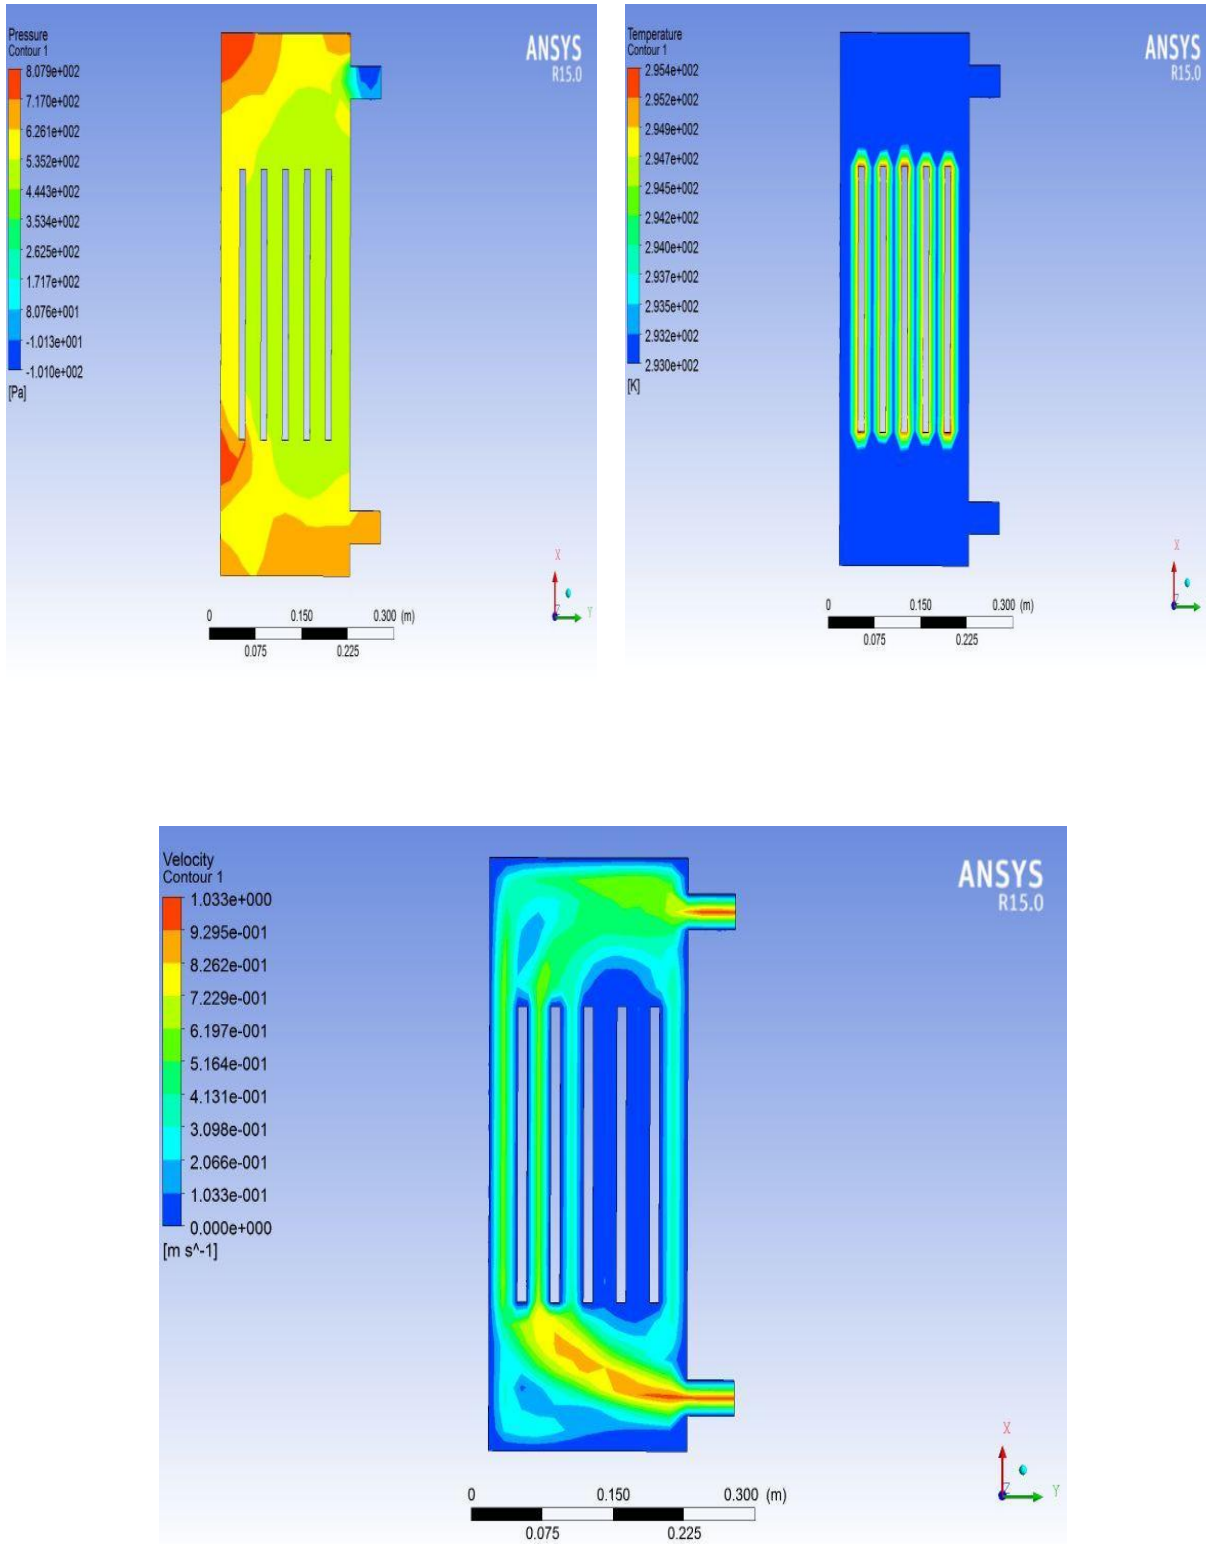 Pressure
Contour 1
8.079e+002
7.170e+002
6.261e+002
5.352e+002
4.443e+002
3.534e+002
2.625e+002
1.717e+002
8.076e+001
-1.013e+001
-1.010e+002
[Pa]
ANSYS
R15.0
X
Y
Z
0 0.150 0.300 (m)
0.075 0.225
Temperature
Contour 1
2.954e+002
2.952e+002
2.949e+002
2.947e+002
2.945e+002
2.942e+002
2.940e+002
2.937e+002
2.935e+002
2.932e+002
2.930e+002
[K]
ANSYS
R15.0
X
Y
Z
0 0.150 0.300 (m)
0.075 0.225
Velocity
Contour 1
1.033e+000
9.295e-001
8.262e-001
7.229e-001
6.197e-001
5.164e-001
4.131e-001
3.098e-001
2.066e-001
1.033e-001
0.000e+000
[m s^-1]
ANSYS
R15.0
X
Y
Z
0 0.150 0.300 (m)
0.075 0.225